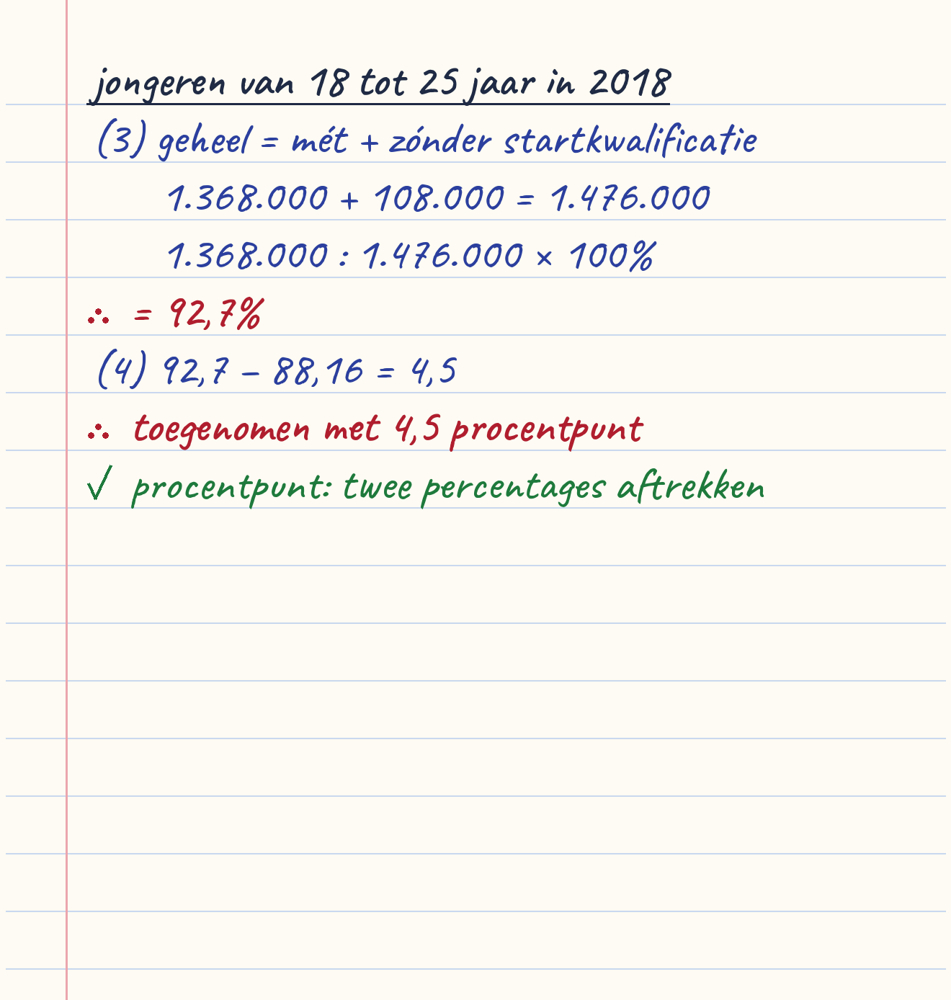 jongeren van 18 tot 25 jaar in 2018
(3) geheel = mét + zónder startkwalificatie
1.368.000 + 108.000 = 1.476.000
1.368.000 : 1.476.000 × 100%
∴ = 92,7%
(4) 92,7 – 88,16 = 4,5
∴ toegenomen met 4,5 procentpunt
✓ procentpunt: twee percentages aftrekken